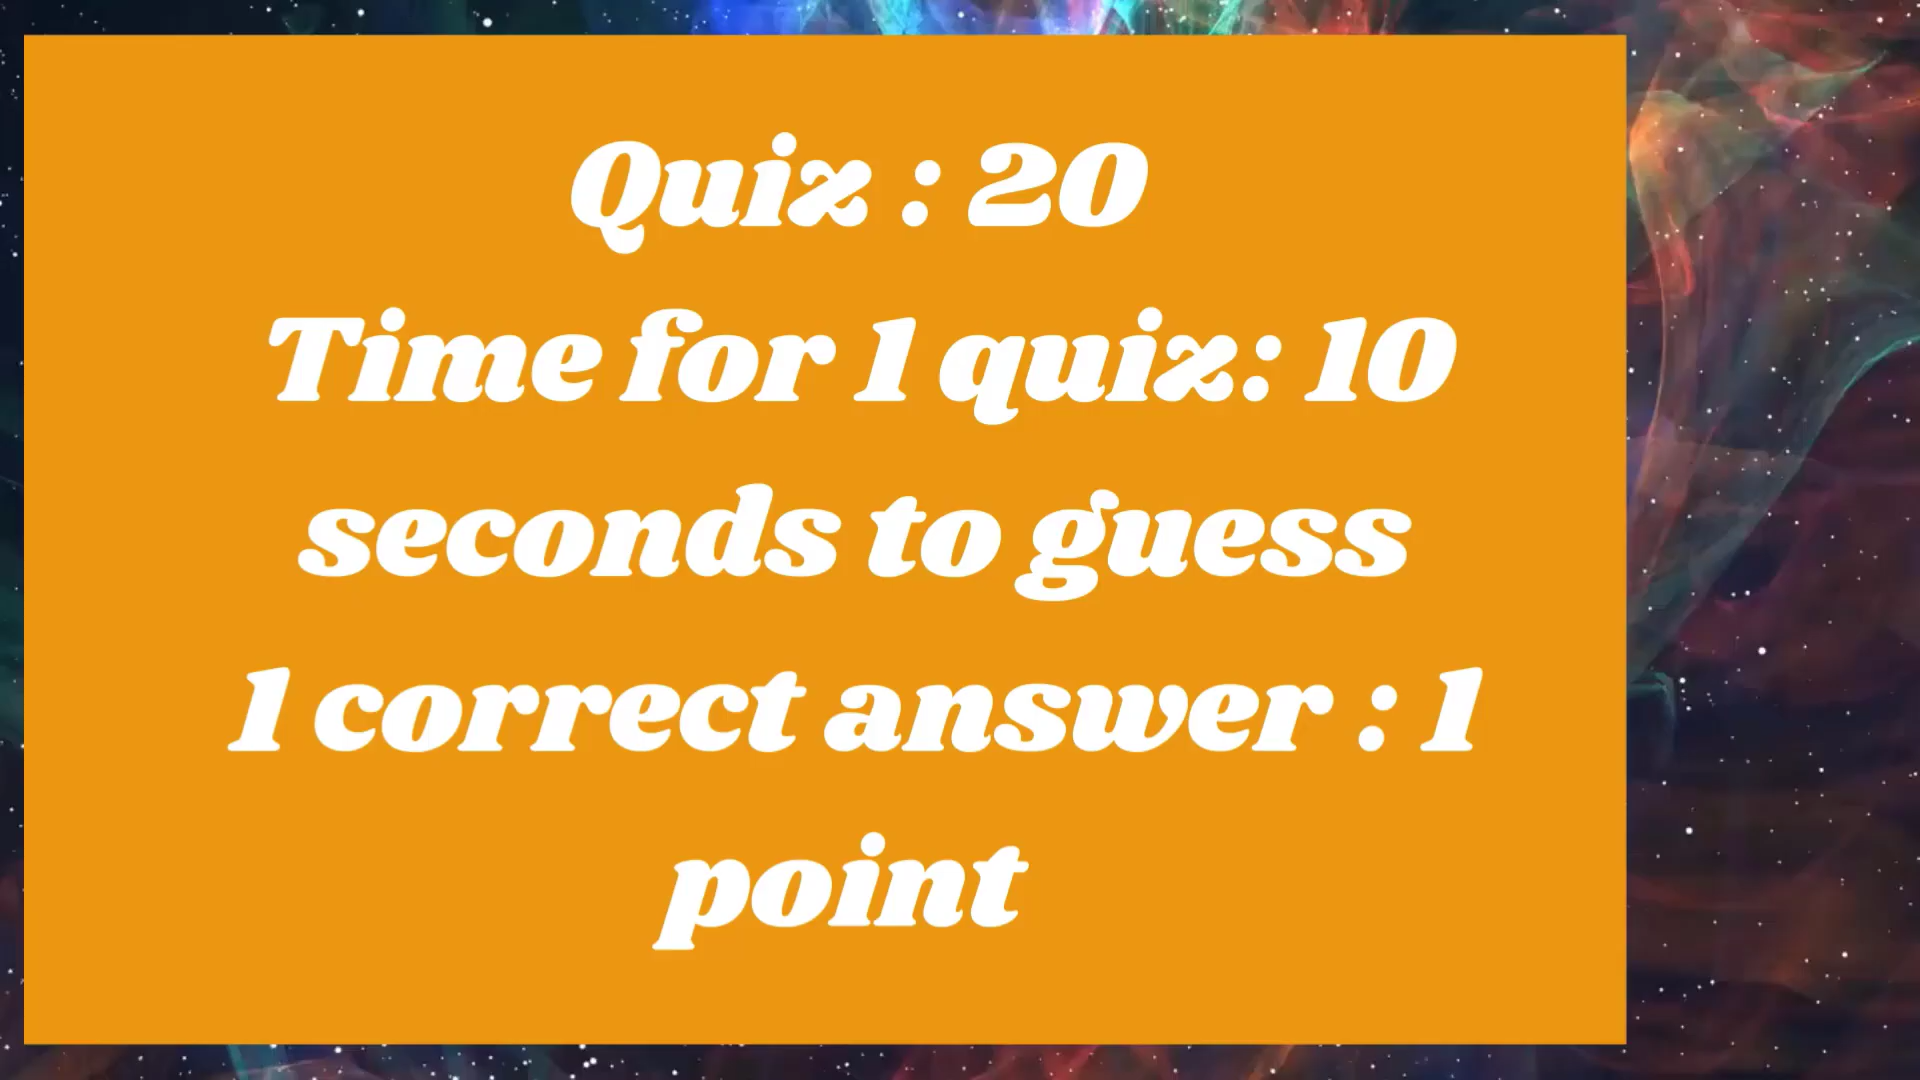 Quiz : 20
Time for 1 quiz: 10
seconds to guess
1 correct answer : 1
point